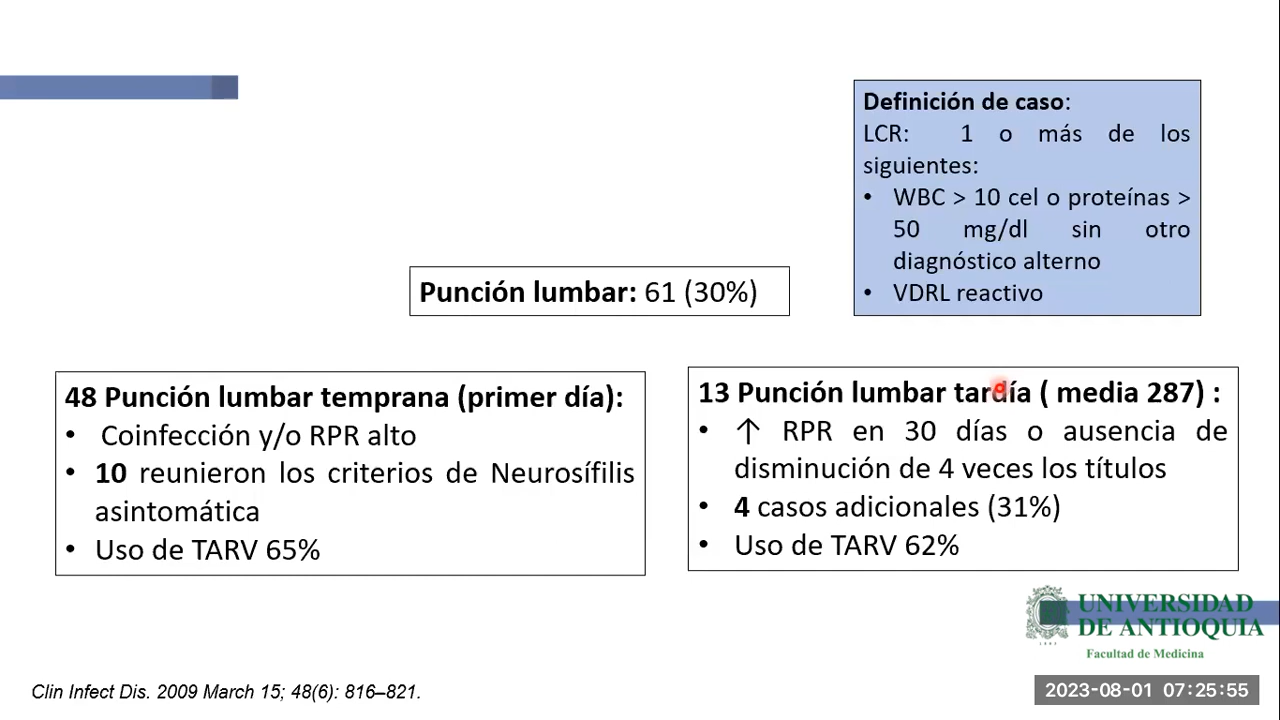 Definición de caso:
LCR: 1 o más de los
siguientes:
• WBC > 10 cel o proteínas >
50 mg/dl sin otro
diagnóstico alterno
• VDRL reactivo
Punción lumbar: 61 (30%)
48 Punción lumbar temprana (primer día):
• Coinfección y/o RPR alto
• 10 reunieron los criterios de Neurosífilis
asintomática
• Uso de TARV 65%
13 Punción lumbar tardía ( media 287) :
• ↑ RPR en 30 días o ausencia de
disminución de 4 veces los títulos
• 4 casos adicionales (31%)
• Uso de TARV 62%
UNIVERSIDAD
DE ANTIOQUIA
Facultad de Medicina
Clin Infect Dis. 2009 March 15; 48(6): 816–821.
2023-08-01 07:25:55